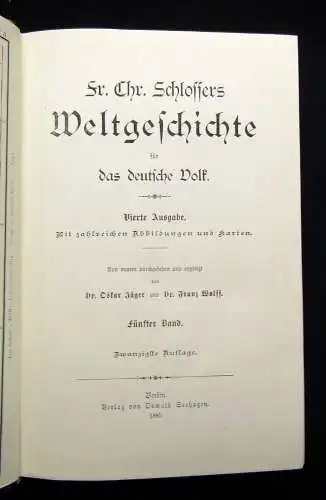 Fr. Chr. Schlossers
Weltgeschichte
für
das deutsche Volk.
Vierte Ausgabe.
Mit zahlreichen Abbildungen und Karten.
Von neuem durchgesehen und ergänzt
von
Dr. Oskar Jäger und Dr. Franz Wolff.
Fünfter Band.
Zwanzigste Auflage.
Berlin.
Verlag von Oswald Seehagen.